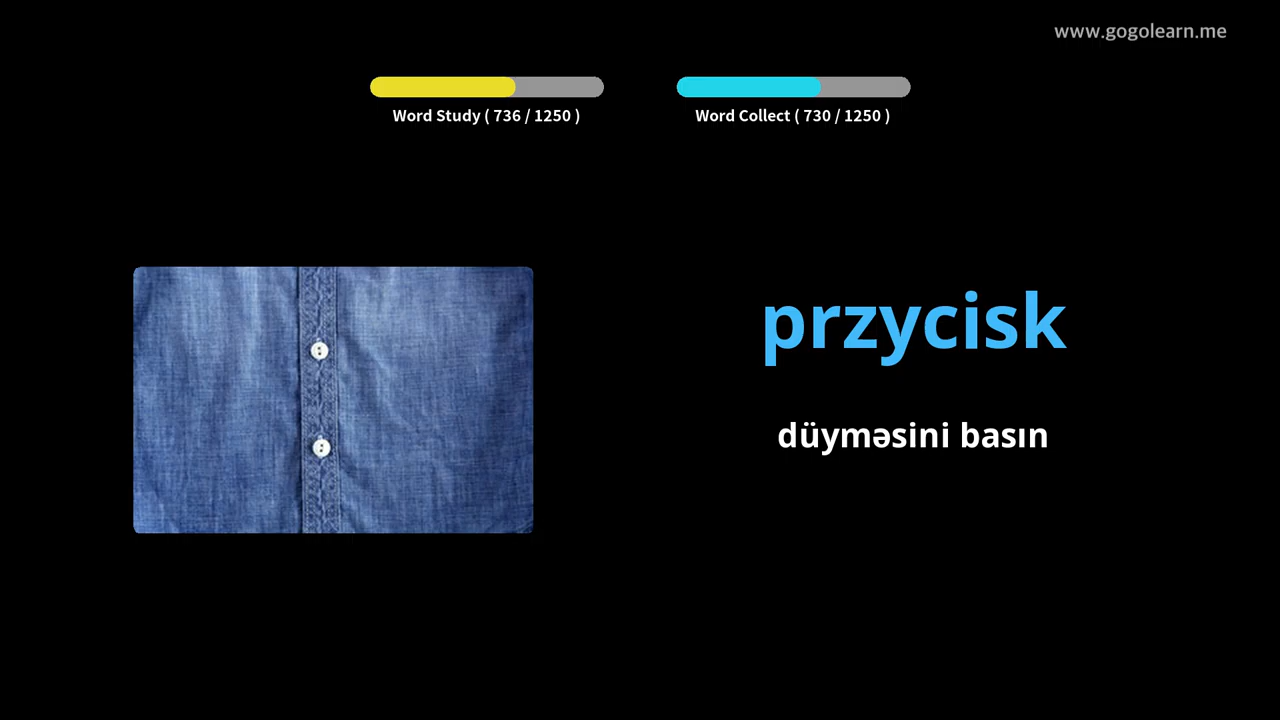 www.gogolearn.me
Word Study ( 736 / 1250 )
Word Collect ( 730 / 1250 )
przycisk
düyməsini basın